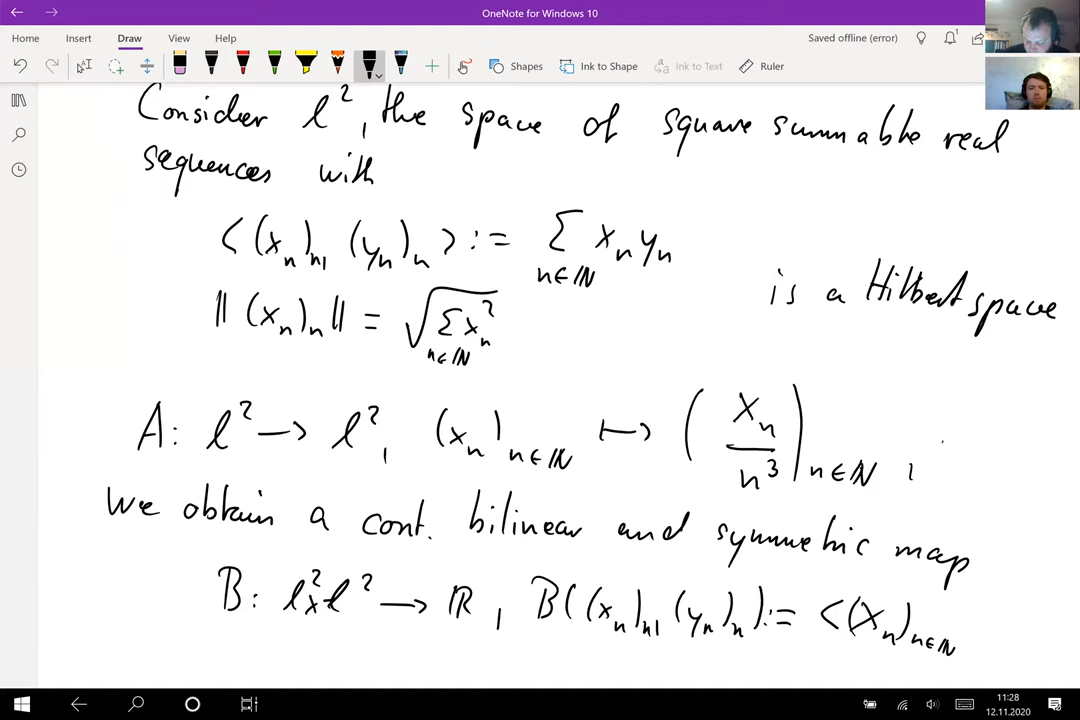 OneNote for Windows 10
Home Insert Draw View Help
Saved offline (error)
Shapes Ink to Shape Ink to Text Ruler
Consider ℓ², the space of square summable real
sequences with
<(xₙ)ₙ, (yₙ)ₙ> := ∑_{n∈ℕ} xₙ yₙ
is a Hilbert space
‖(xₙ)ₙ‖ = √(∑_{n∈ℕ} xₙ²)
A: ℓ² → ℓ², (xₙ)_{n∈ℕ} ↦ (xₙ/n³)_{n∈ℕ},
We obtain a cont. bilinear and symmetric map
B: ℓ²×ℓ² → ℝ, B((xₙ)ₙ, (yₙ)ₙ) := <(xₙ)_{n∈ℕ}
11:28
12.11.2020